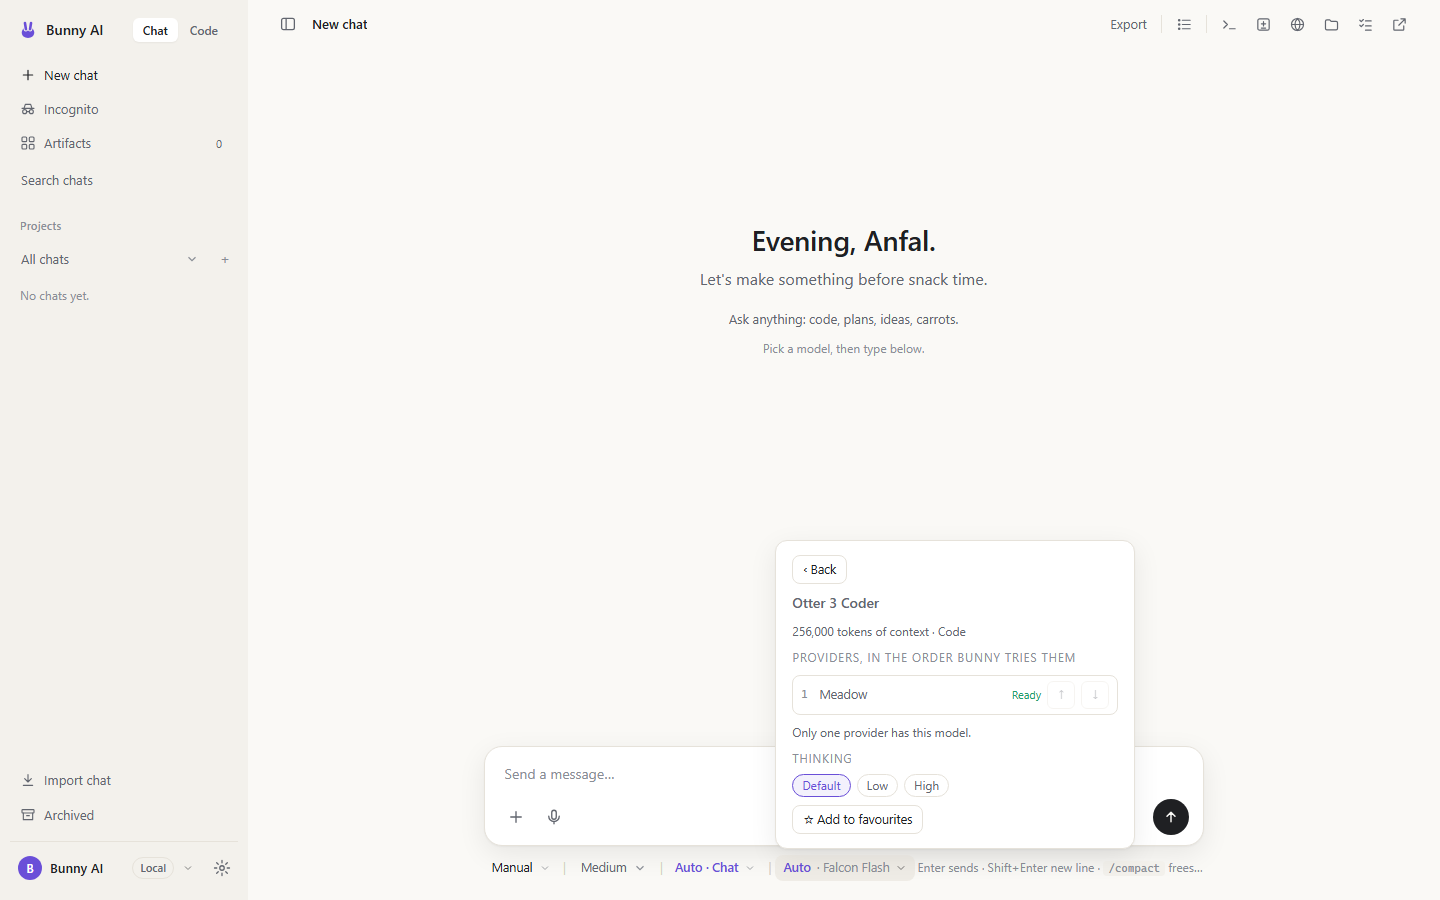 Bunny AI
Chat
Code
New chat
Incognito
Artifacts
0
Search chats
Projects
All chats
+
No chats yet.
Import chat
Archived
B
Bunny AI
Local
New chat
Export
Evening, Anfal.
Let's make something before snack time.
Ask anything: code, plans, ideas, carrots.
Pick a model, then type below.
‹ Back
Otter 3 Coder
256,000 tokens of context · Code
PROVIDERS, IN THE ORDER BUNNY TRIES THEM
1 Meadow Ready ↑ ↓
Only one provider has this model.
THINKING
Default Low High
☆ Add to favourites
Send a message...
Manual Medium Auto · Chat Auto · Falcon Flash Enter sends · Shift+Enter new line · /compact frees...